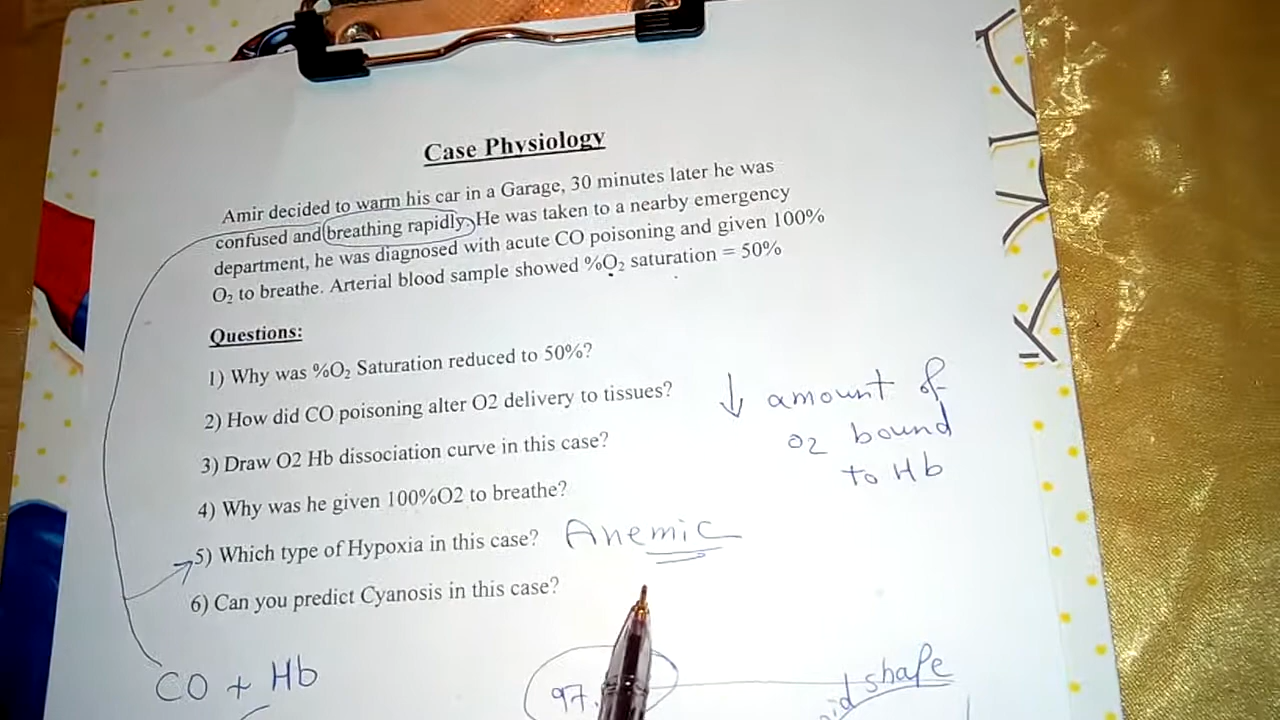 Case Physiology
Amir decided to warm his car in a Garage, 30 minutes later he was
confused and breathing rapidly. He was taken to a nearby emergency
department, he was diagnosed with acute CO poisoning and given 100%
O₂ to breathe. Arterial blood sample showed %O₂ saturation = 50%
Questions:
1) Why was %O₂ Saturation reduced to 50%?
2) How did CO poisoning alter O2 delivery to tissues?
↓ amount of
O2 bound
to Hb
3) Draw O2 Hb dissociation curve in this case?
4) Why was he given 100%O2 to breathe?
5) Which type of Hypoxia in this case? Anemic
6) Can you predict Cyanosis in this case?
CO + Hb
97.
shape